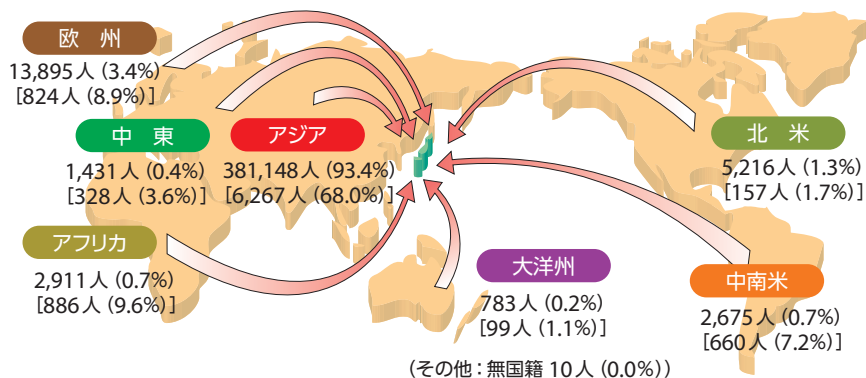 欧 州
13,895人 (3.4%)
[824人 (8.9%)]
中 東
1,431人 (0.4%)
[328人 (3.6%)]
アジア
381,148人 (93.4%)
[6,267人 (68.0%)]
北 米
5,216人 (1.3%)
[157人 (1.7%)]
アフリカ
2,911人 (0.7%)
[886人 (9.6%)]
大洋州
783人 (0.2%)
[99人 (1.1%)]
中南米
2,675人 (0.7%)
[660人 (7.2%)]
(その他：無国籍 10人 (0.0%))